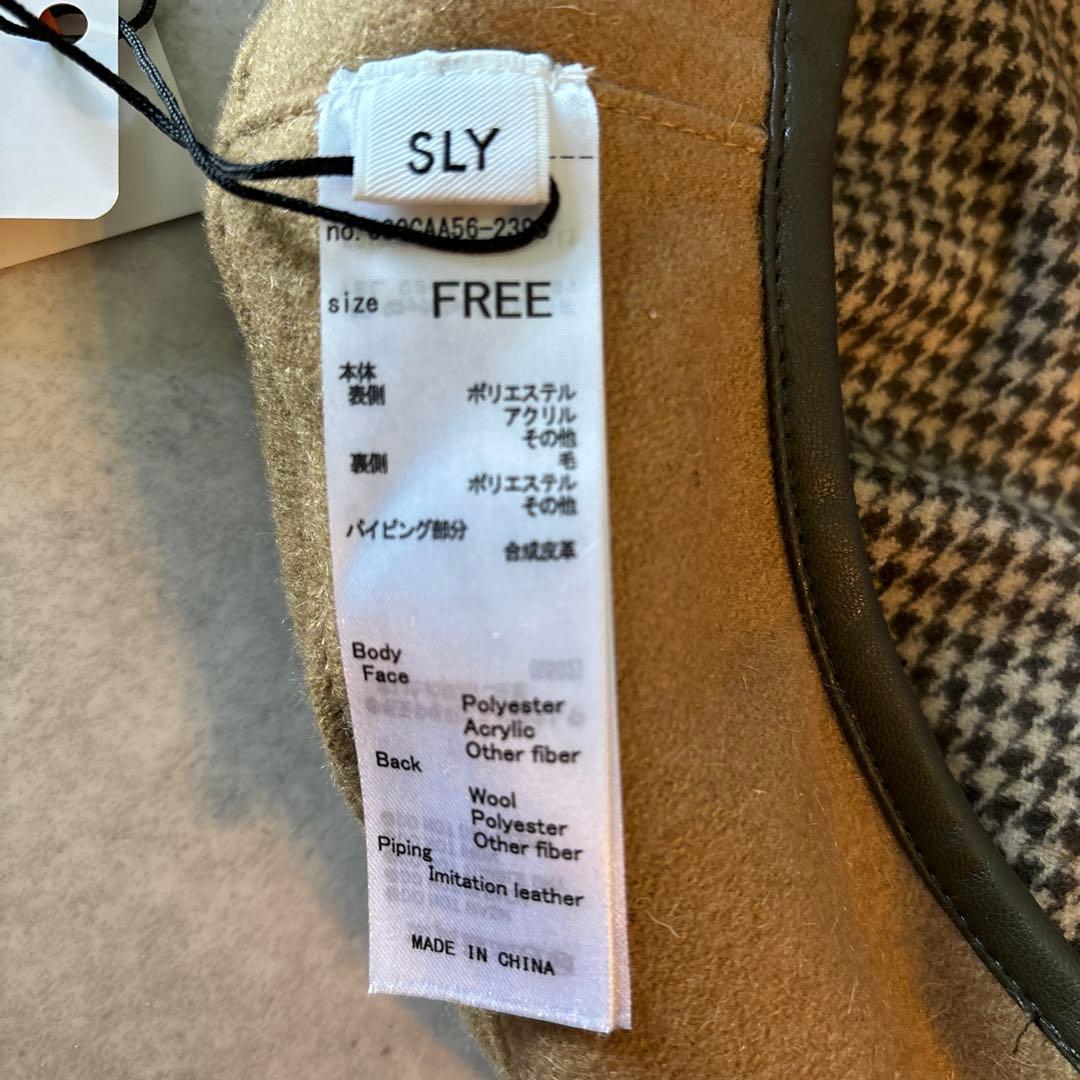 SLY
size FREE
本体
表側 ポリエステル
アクリル
その他
裏側 毛
ポリエステル
その他
パイピング部分
合成皮革
Body
Face
Polyester
Acrylic
Other fiber
Back
Wool
Polyester
Other fiber
Piping
Imitation leather
MADE IN CHINA